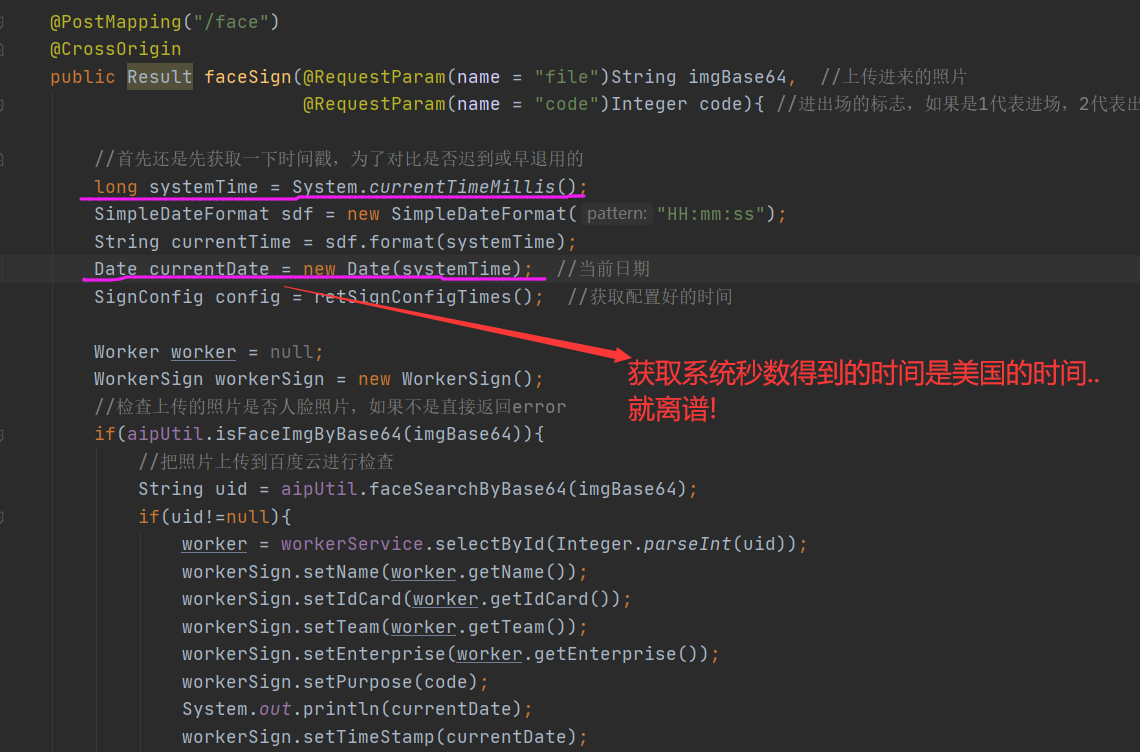 @PostMapping("/face")
@CrossOrigin
public Result faceSign(@RequestParam(name = "file")String imgBase64, //上传进来的照片
@RequestParam(name = "code")Integer code){ //进出场的标志，如果是1代表进场，2代表出
//首先还是先获取一下时间戳，为了对比是否迟到或早退用的
long systemTime = System.currentTimeMillis();
SimpleDateFormat sdf = new SimpleDateFormat( pattern: "HH:mm:ss");
String currentTime = sdf.format(systemTime);
Date currentDate = new Date(systemTime); //当前日期
SignConfig config = retSignConfigTimes(); //获取配置好的时间
Worker worker = null;
获取系统秒数得到的时间是美国的时间..
WorkerSign workerSign = new WorkerSign();
就离谱!
//检查上传的照片是否人脸照片，如果不是直接返回error
if(aipUtil.isFaceImgByBase64(imgBase64)){
//把照片上传到百度云进行检查
String uid = aipUtil.faceSearchByBase64(imgBase64);
if(uid!=null){
worker = workerService.selectById(Integer.parseInt(uid));
workerSign.setName(worker.getName());
workerSign.setIdCard(worker.getIdCard());
workerSign.setTeam(worker.getTeam());
workerSign.setEnterprise(worker.getEnterprise());
workerSign.setPurpose(code);
System.out.println(currentDate);
workerSign.setTimeStamp(currentDate);